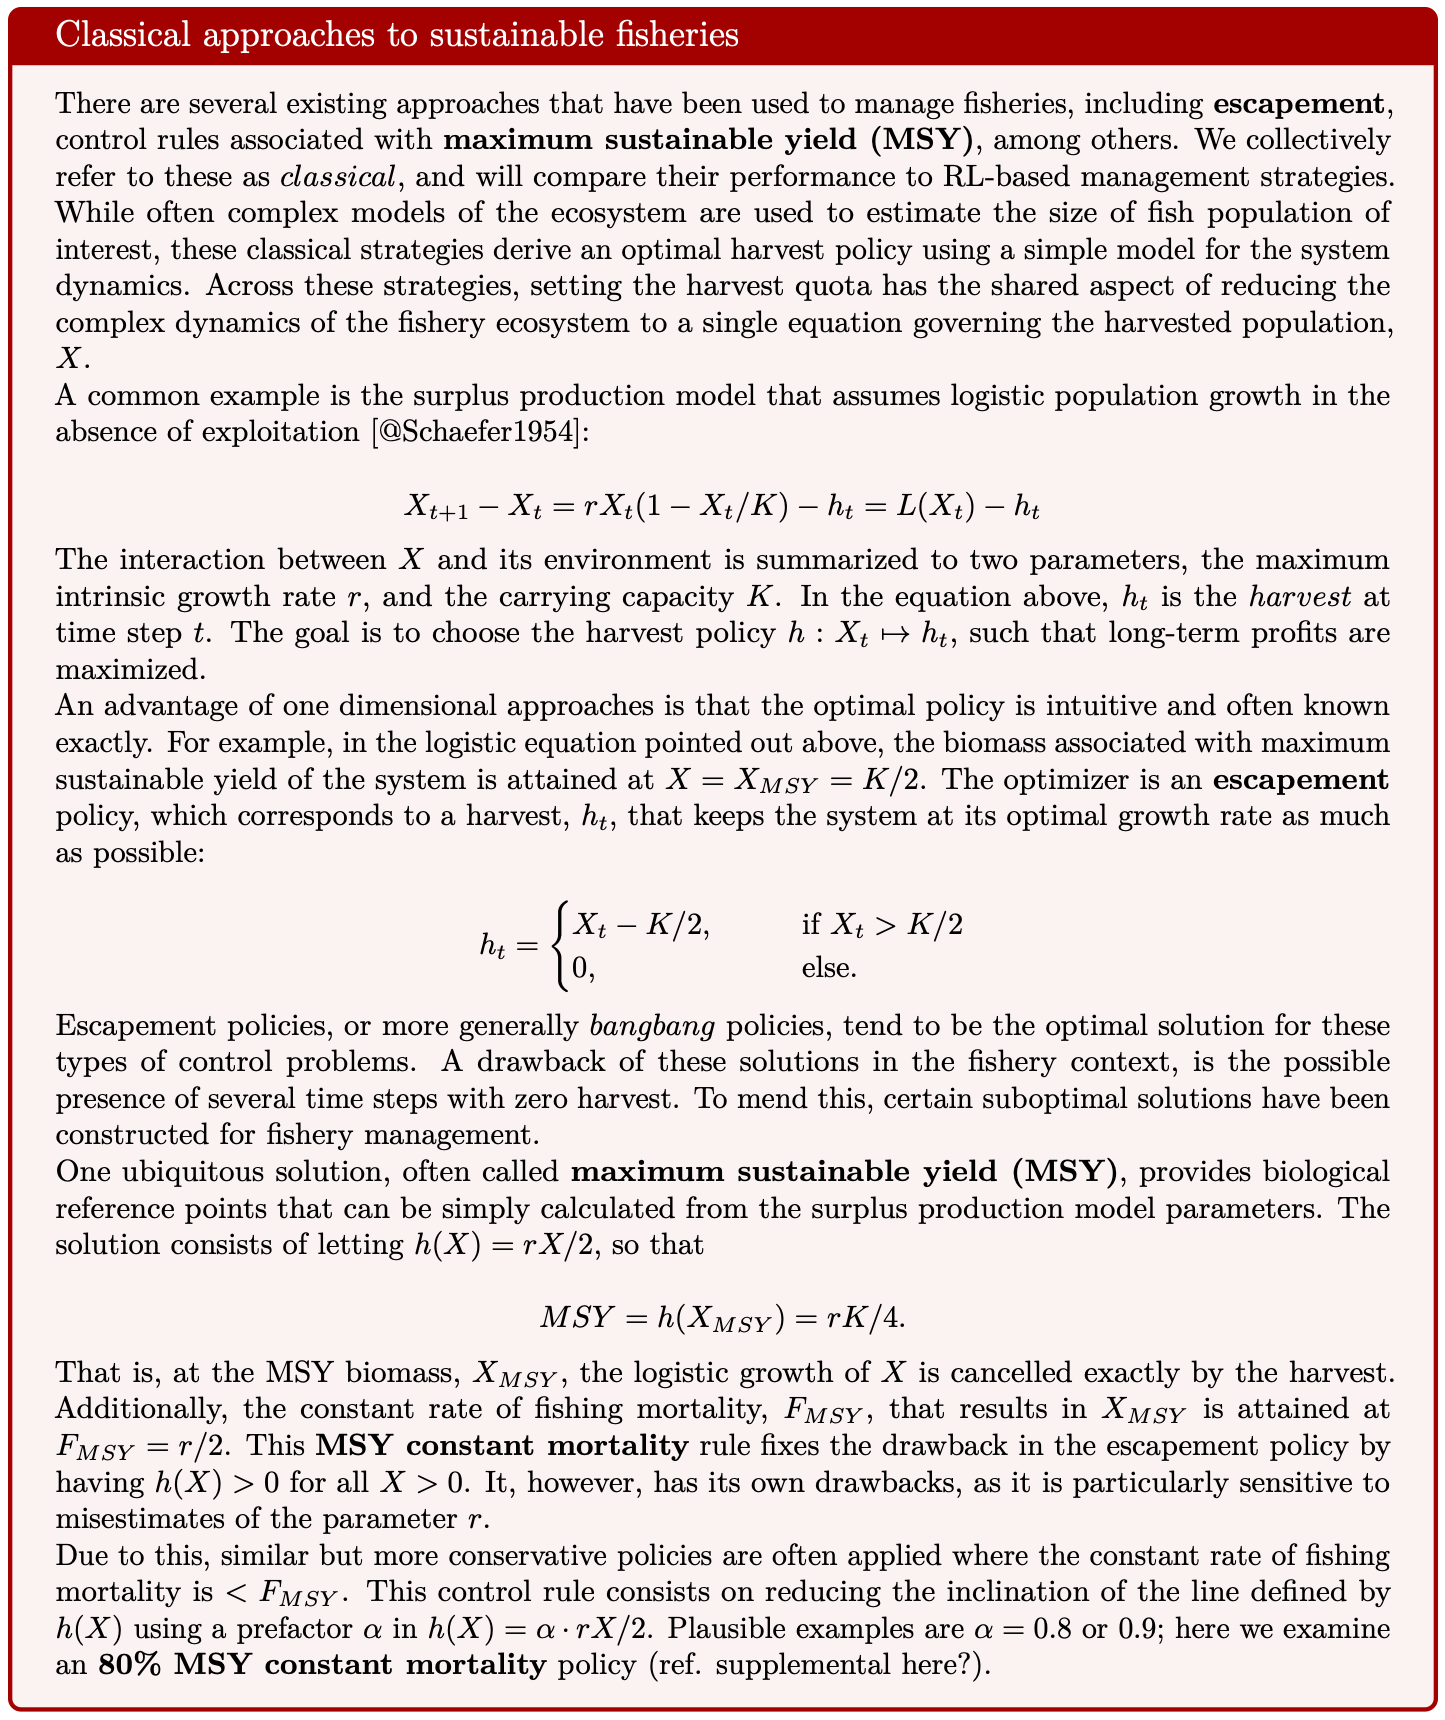 Classical approaches to sustainable fisheries
There are several existing approaches that have been used to manage fisheries, including escapement,
control rules associated with maximum sustainable yield (MSY), among others. We collectively
refer to these as classical, and will compare their performance to RL-based management strategies.
While often complex models of the ecosystem are used to estimate the size of fish population of
interest, these classical strategies derive an optimal harvest policy using a simple model for the system
dynamics. Across these strategies, setting the harvest quota has the shared aspect of reducing the
complex dynamics of the fishery ecosystem to a single equation governing the harvested population,
X.
A common example is the surplus production model that assumes logistic population growth in the
absence of exploitation [@Schaefer1954]:
X_{t+1} − X_t = rX_t(1 − X_t/K) − h_t = L(X_t) − h_t
The interaction between X and its environment is summarized to two parameters, the maximum
intrinsic growth rate r, and the carrying capacity K. In the equation above, h_t is the harvest at
time step t. The goal is to choose the harvest policy h : X_t ↦ h_t, such that long-term profits are
maximized.
An advantage of one dimensional approaches is that the optimal policy is intuitive and often known
exactly. For example, in the logistic equation pointed out above, the biomass associated with maximum
sustainable yield of the system is attained at X = X_{MSY} = K/2. The optimizer is an escapement
policy, which corresponds to a harvest, h_t, that keeps the system at its optimal growth rate as much
as possible:
h_t = { X_t − K/2, if X_t > K/2
0, else.
Escapement policies, or more generally bangbang policies, tend to be the optimal solution for these
types of control problems. A drawback of these solutions in the fishery context, is the possible
presence of several time steps with zero harvest. To mend this, certain suboptimal solutions have been
constructed for fishery management.
One ubiquitous solution, often called maximum sustainable yield (MSY), provides biological
reference points that can be simply calculated from the surplus production model parameters. The
solution consists of letting h(X) = rX/2, so that
MSY = h(X_{MSY}) = rK/4.
That is, at the MSY biomass, X_{MSY}, the logistic growth of X is cancelled exactly by the harvest.
Additionally, the constant rate of fishing mortality, F_{MSY}, that results in X_{MSY} is attained at
F_{MSY} = r/2. This MSY constant mortality rule fixes the drawback in the escapement policy by
having h(X) > 0 for all X > 0. It, however, has its own drawbacks, as it is particularly sensitive to
misestimates of the parameter r.
Due to this, similar but more conservative policies are often applied where the constant rate of fishing
mortality is < F_{MSY}. This control rule consists on reducing the inclination of the line defined by
h(X) using a prefactor α in h(X) = α · rX/2. Plausible examples are α = 0.8 or 0.9; here we examine
an 80% MSY constant mortality policy (ref. supplemental here?).